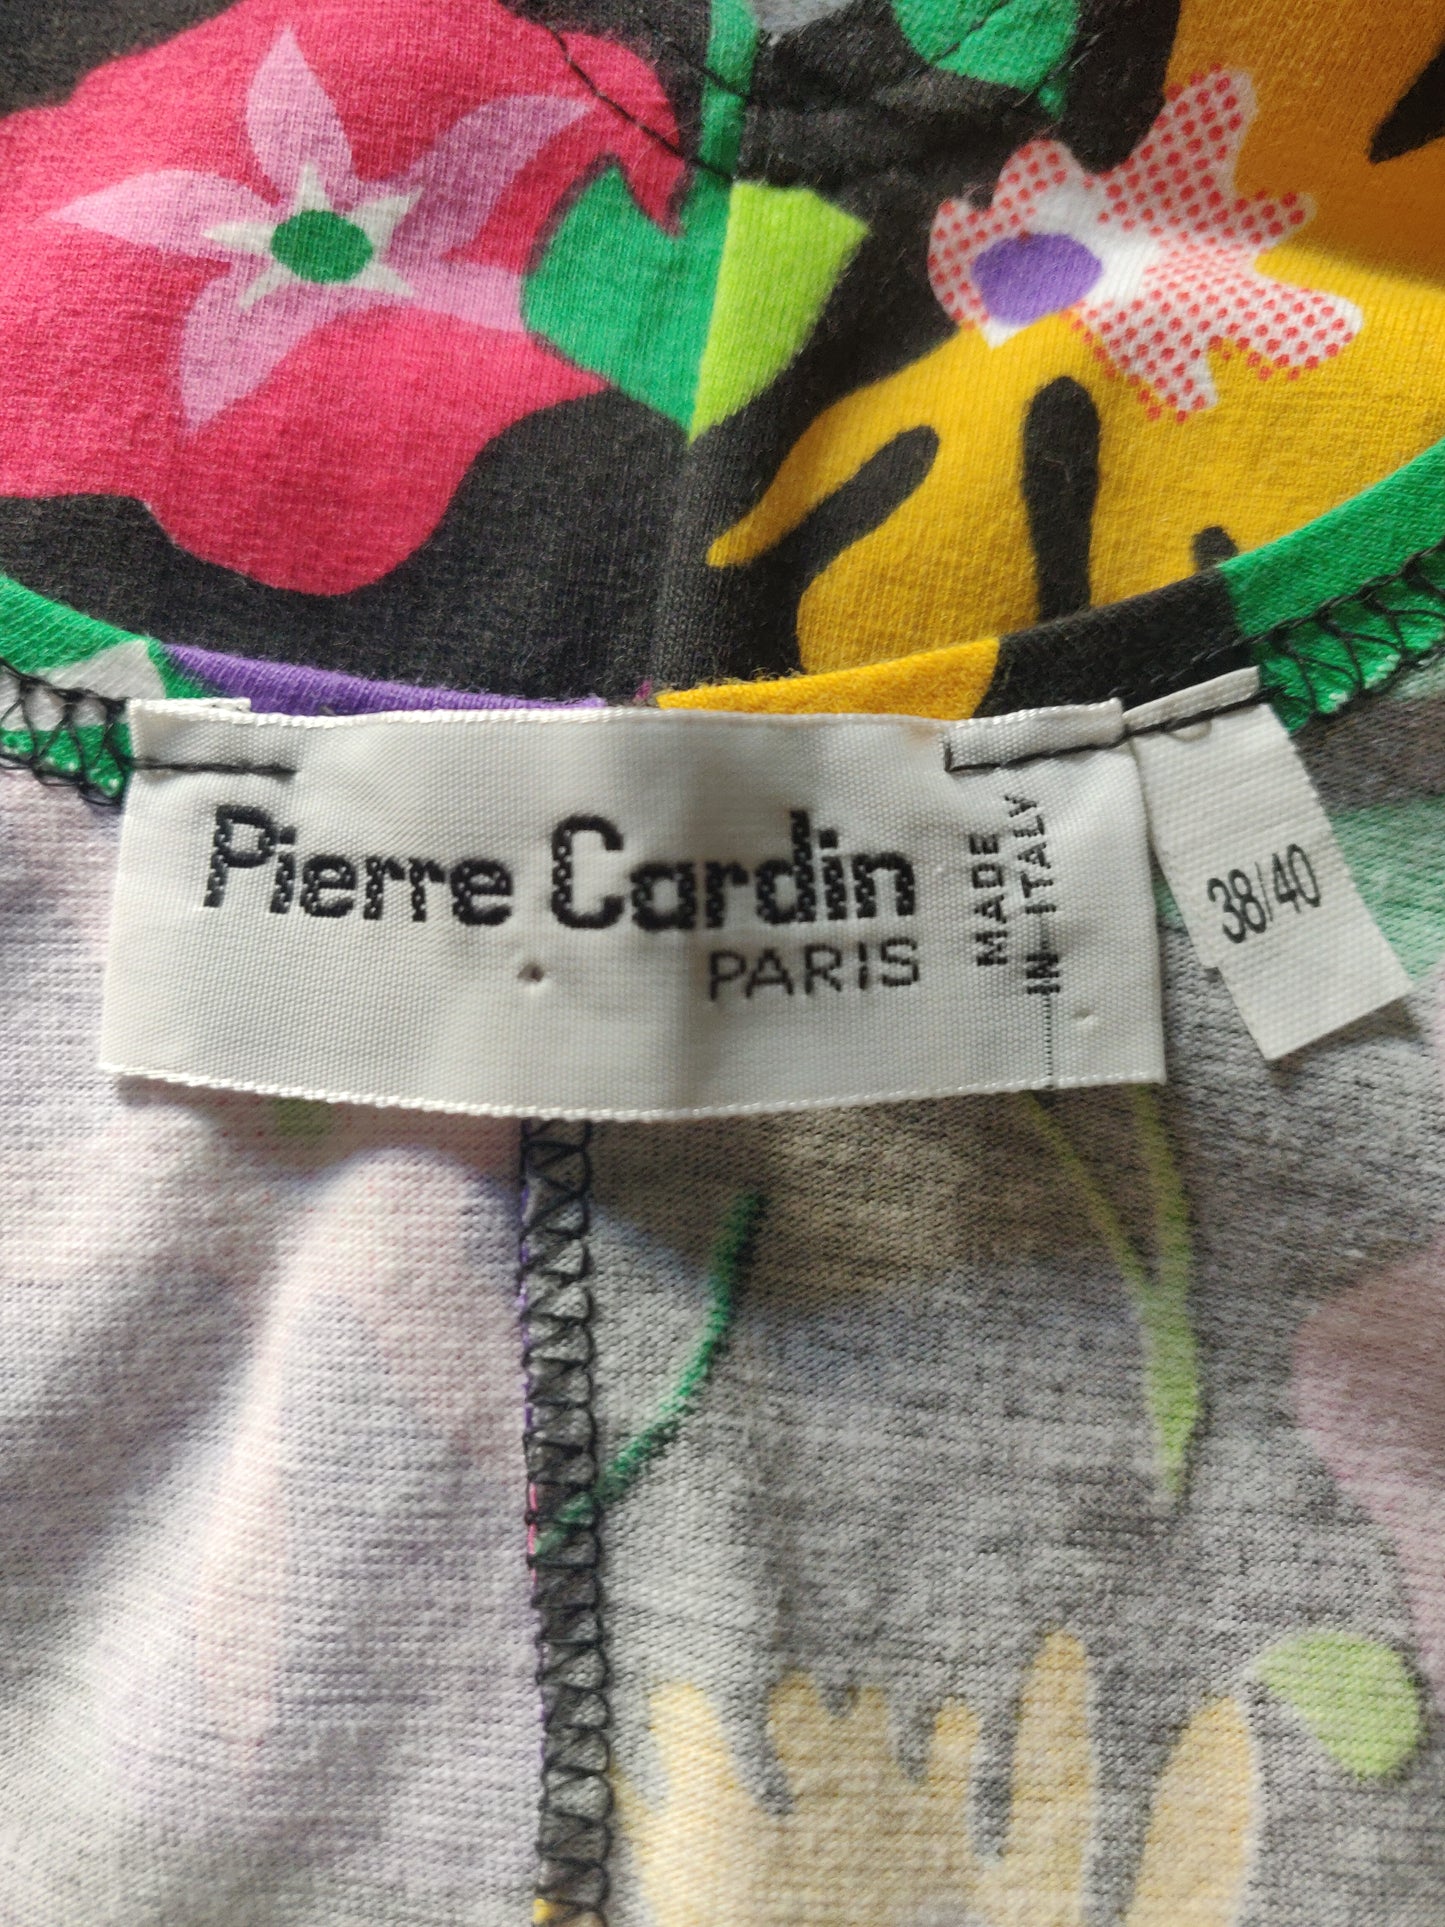 Pierre Cardin
PARIS
MADE
IN ITALY
38/40